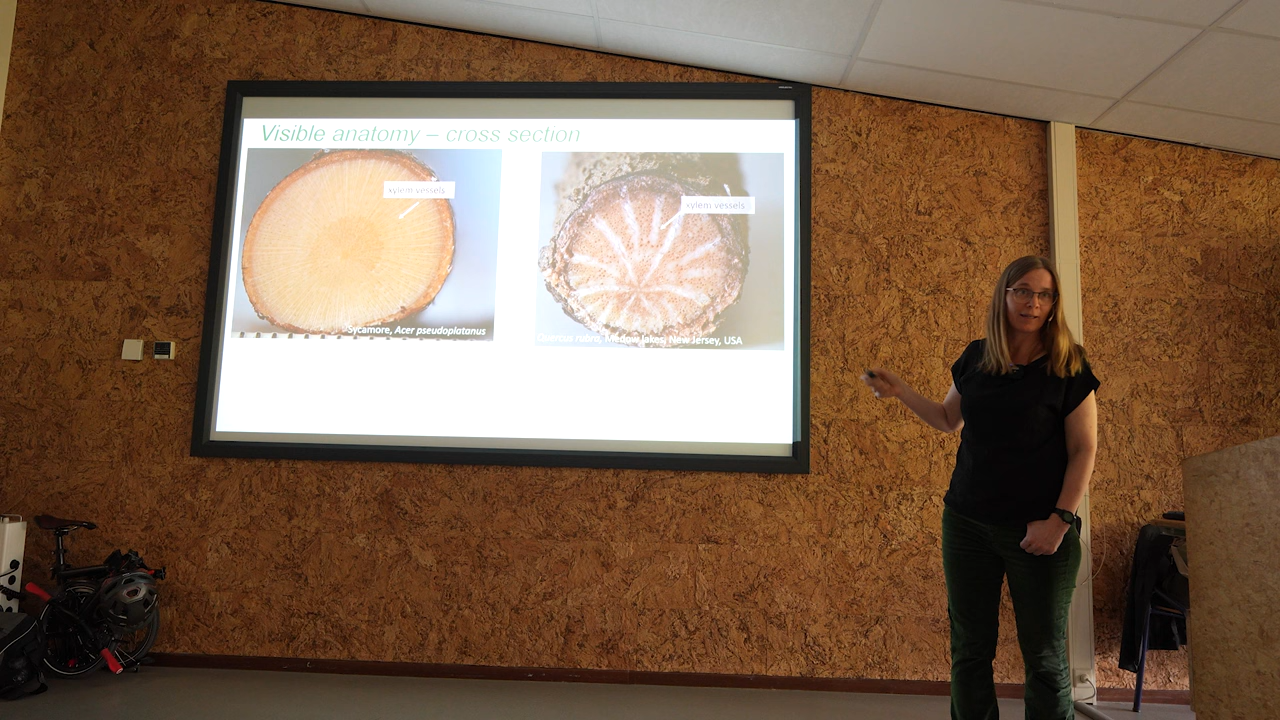 Visible anatomy – cross section
xylem vessels
xylem vessels
Sycamore, Acer pseudoplatanus
Quercus rubra, Medow lakes, New Jersey, USA